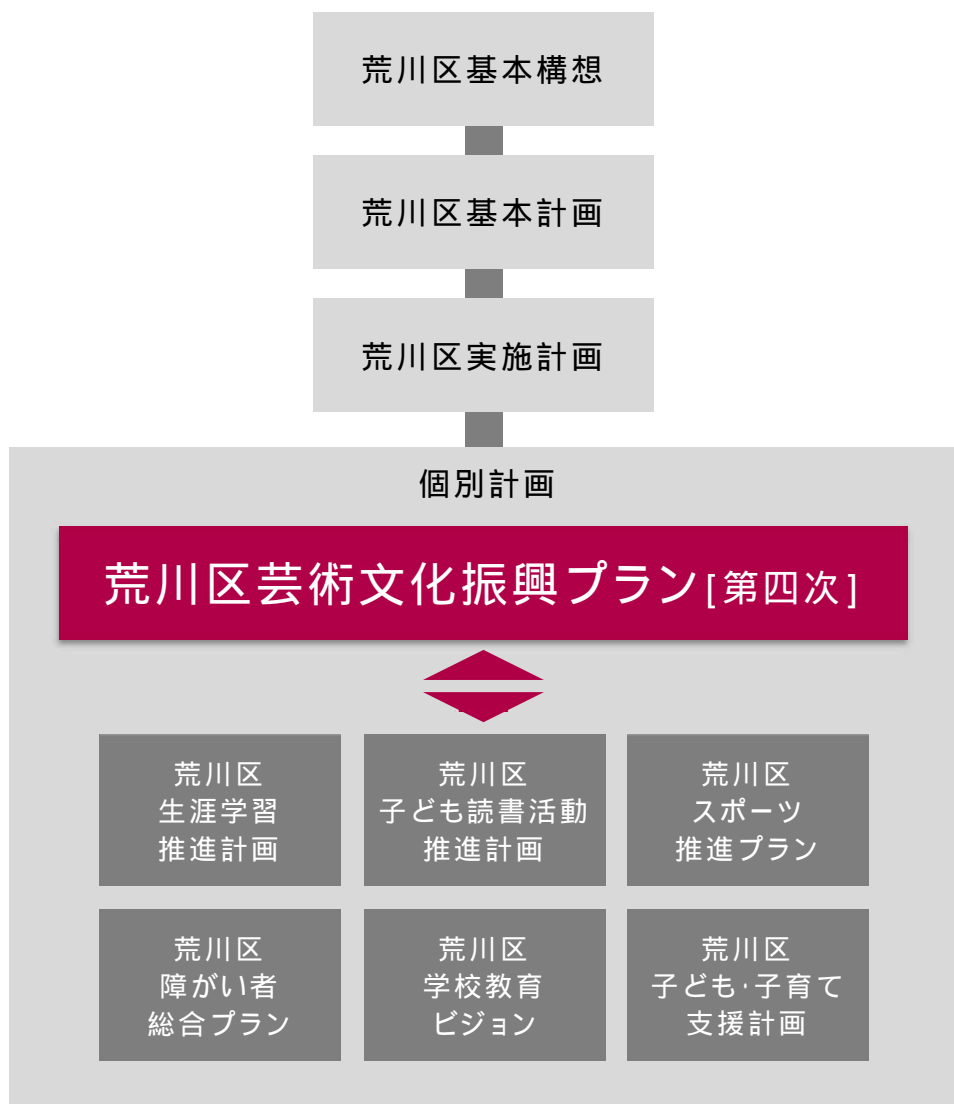 荒川区基本構想
荒川区基本計画
荒川区実施計画
個別計画
荒川区芸術文化振興プラン[第四次]
荒川区
生涯学習
推進計画
荒川区
子ども読書活動
推進計画
荒川区
スポーツ
推進プラン
荒川区
障がい者
総合プラン
荒川区
学校教育
ビジョン
荒川区
子ども・子育て
支援計画